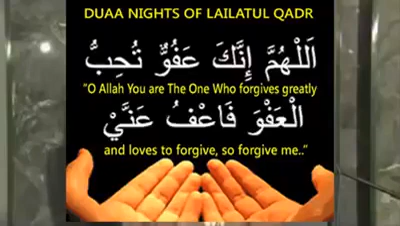 DUAA NIGHTS OF LAILATUL QADR
اَللَّهُمَّ اِنَّكَ عَفُوٌّ تُحِبُّ
“O Allah You are The One Who forgives greatly
الْعَفْوَ فَاعْفُ عَنَّيْ
and loves to forgive, so forgive me..”